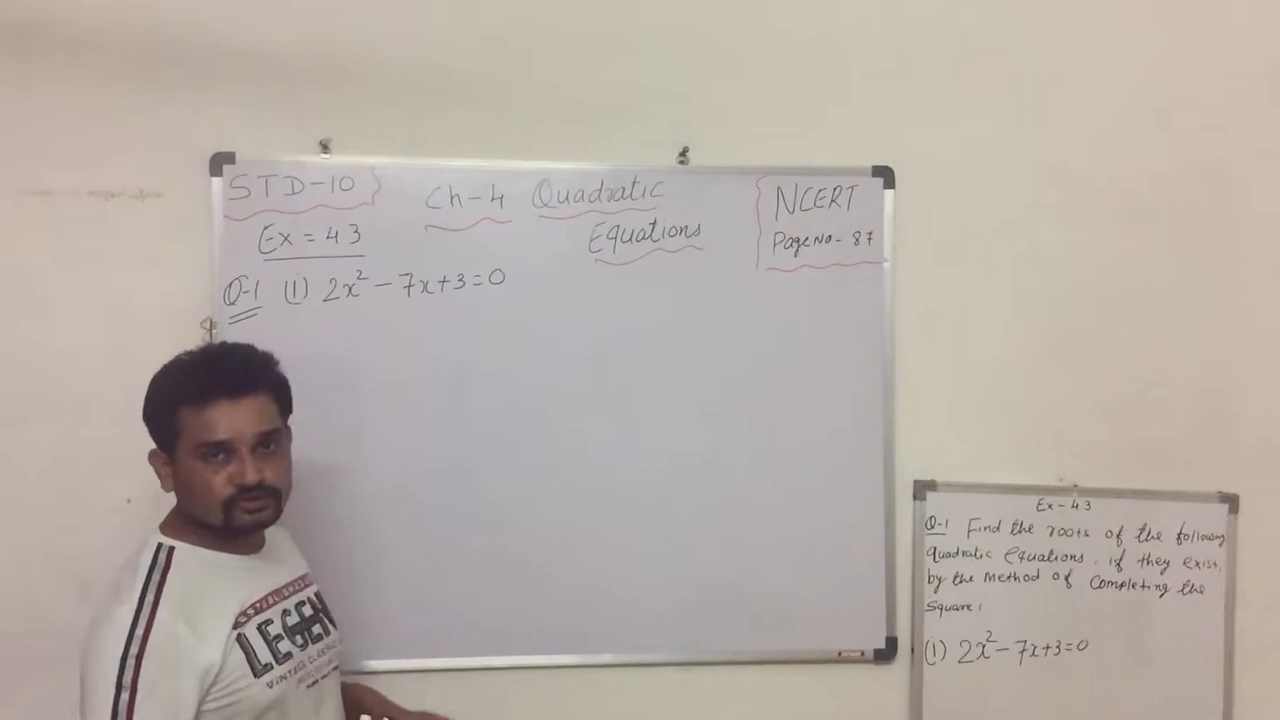 STD-10
Ch-4 Quadratic
Equations
NCERT
Page No- 87
Ex = 4 3
Q-1 (1) 2x² - 7x+3=0
Ex-4 3
Q-1 Find the roots of the following
quadratic equations, if they exist,
by the Method of Completing the
Square:
(1) 2x² - 7x+3=0
LEGEN